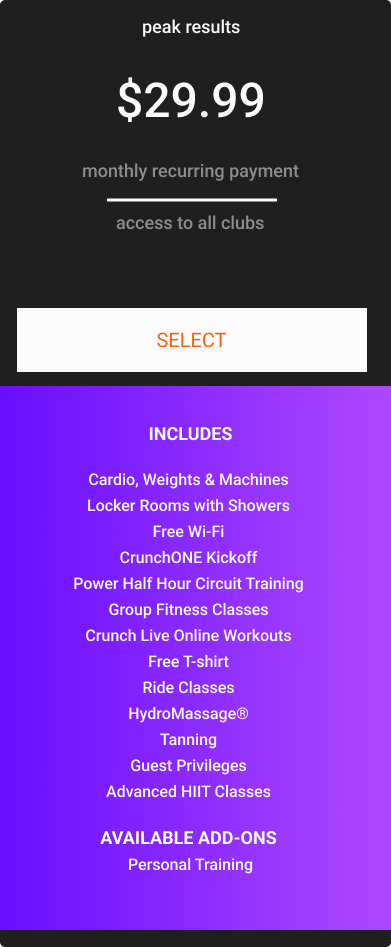 peak results
$29.99
monthly recurring payment
access to all clubs
SELECT
INCLUDES
Cardio, Weights & Machines
Locker Rooms with Showers
Free Wi-Fi
CrunchONE Kickoff
Power Half Hour Circuit Training
Group Fitness Classes
Crunch Live Online Workouts
Free T-shirt
Ride Classes
HydroMassage®
Tanning
Guest Privileges
Advanced HIIT Classes
AVAILABLE ADD-ONS
Personal Training